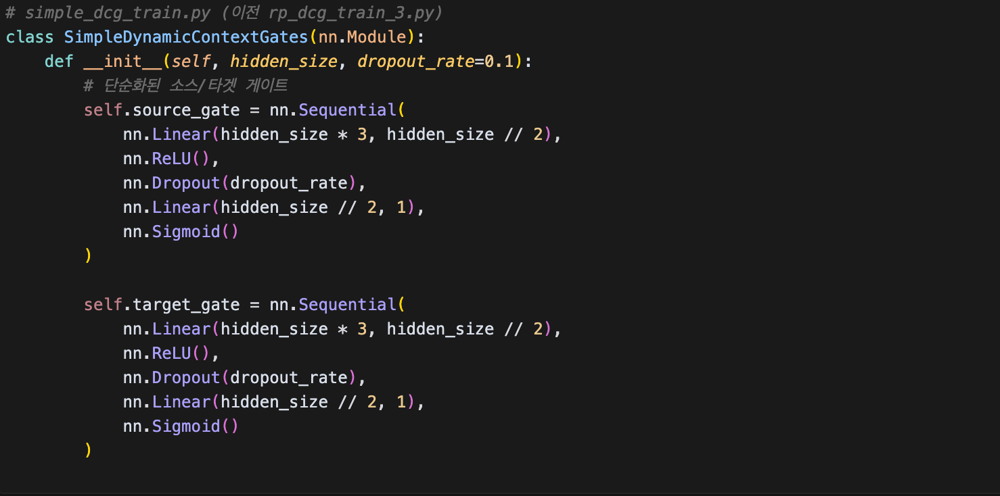 # simple_dcg_train.py (이전 rp_dcg_train_3.py)
class SimpleDynamicContextGates(nn.Module):
    def __init__(self, hidden_size, dropout_rate=0.1):
        # 단순화된 소스/타겟 게이트
        self.source_gate = nn.Sequential(
            nn.Linear(hidden_size * 3, hidden_size // 2),
            nn.ReLU(),
            nn.Dropout(dropout_rate),
            nn.Linear(hidden_size // 2, 1),
            nn.Sigmoid()
        )

        self.target_gate = nn.Sequential(
            nn.Linear(hidden_size * 3, hidden_size // 2),
            nn.ReLU(),
            nn.Dropout(dropout_rate),
            nn.Linear(hidden_size // 2, 1),
            nn.Sigmoid()
        )